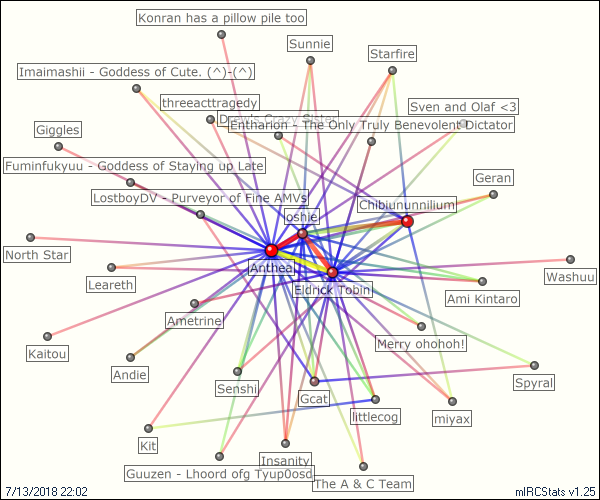 Konran has a pillow pile too
Sunnie
Starfire
Imaimashii - Goddess of Cute. (^)-(^)
threeacttragedy
Sven and Olaf <3
Drew's Crazy Sister
Entharion - The Only Truly Benevolent Dictator
Giggles
Fuminfukyuu - Goddess of Staying up Late
Geran
LostboyDV - Purveyor of Fine AMVs
Chibiununnilium
Joshie
North Star
Anthea
Leareth
Eldrick Tobin
Washuu
Ami Kintaro
Ametrine
Merry ohohoh!
Kaitou
Andie
Senshi
Gcat
Spyral
littlecog
miyax
Kit
Insanity
Guuzen - Lhoord ofg Tyup0osd
The A & C Team
7/13/2018 22:02
mIRCStats v1.25